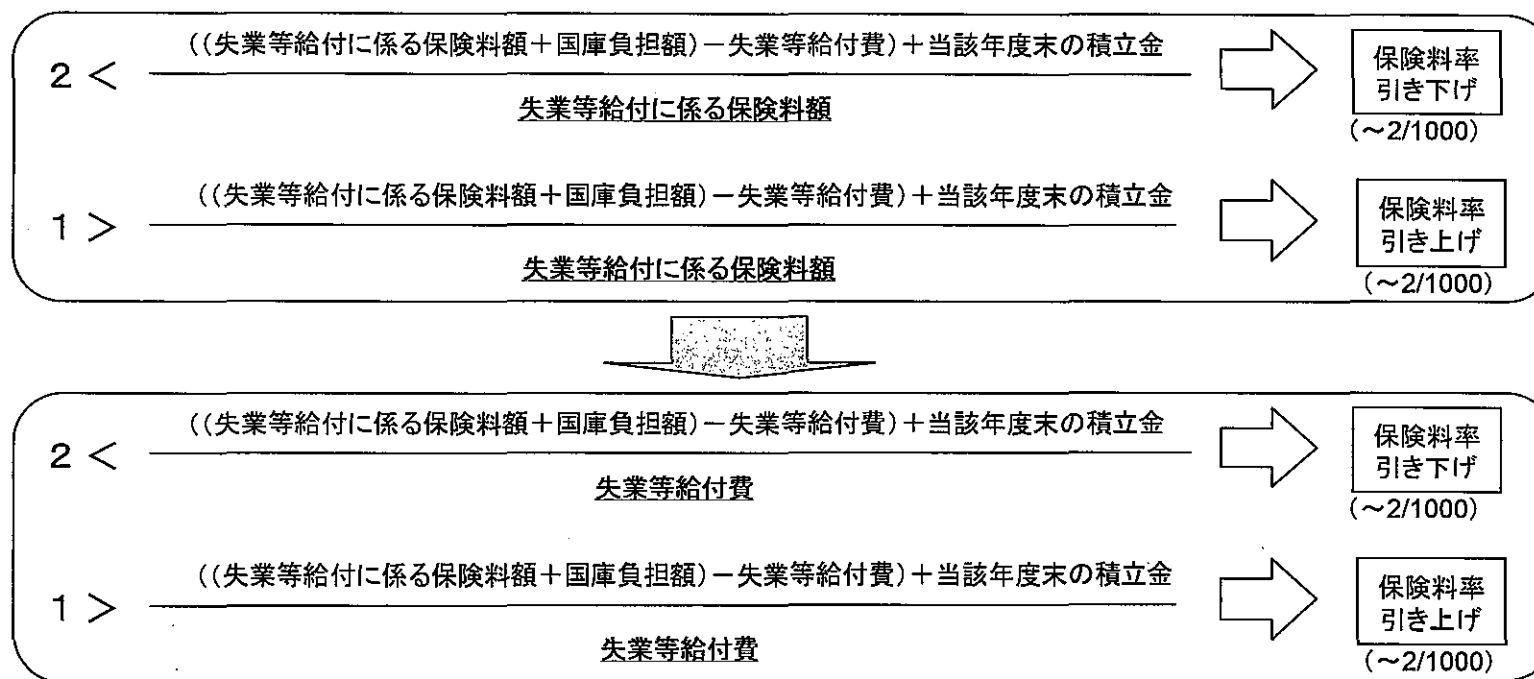 ((失業等給付に係る保険料額＋国庫負担額)－失業等給付費)＋当該年度末の積立金
2 ＜
失業等給付に係る保険料額
保険料率
引き下げ
(～2/1000)
((失業等給付に係る保険料額＋国庫負担額)－失業等給付費)＋当該年度末の積立金
1 ＞
失業等給付に係る保険料額
保険料率
引き上げ
(～2/1000)
((失業等給付に係る保険料額＋国庫負担額)－失業等給付費)＋当該年度末の積立金
2 ＜
失業等給付費
保険料率
引き下げ
(～2/1000)
((失業等給付に係る保険料額＋国庫負担額)－失業等給付費)＋当該年度末の積立金
1 ＞
失業等給付費
保険料率
引き上げ
(～2/1000)